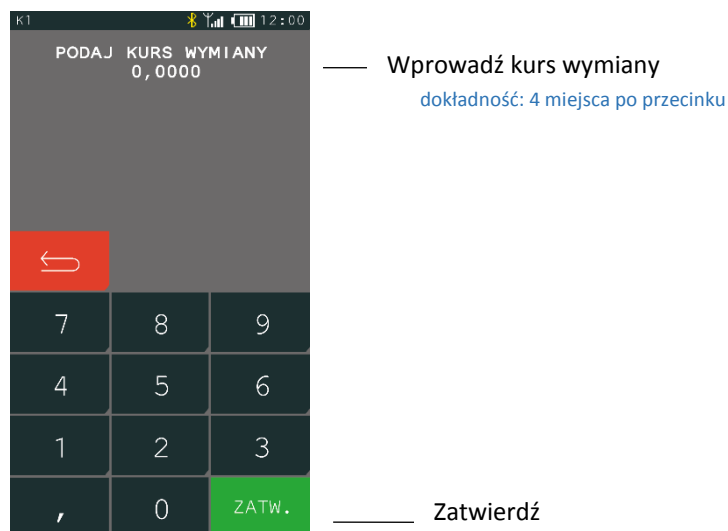 K1 12:00
PODAJ KURS WYMIANY
0,0000
Wprowadź kurs wymiany
dokładność: 4 miejsca po przecinku
7 8 9
4 5 6
1 2 3
, 0 ZATW.
Zatwierdź